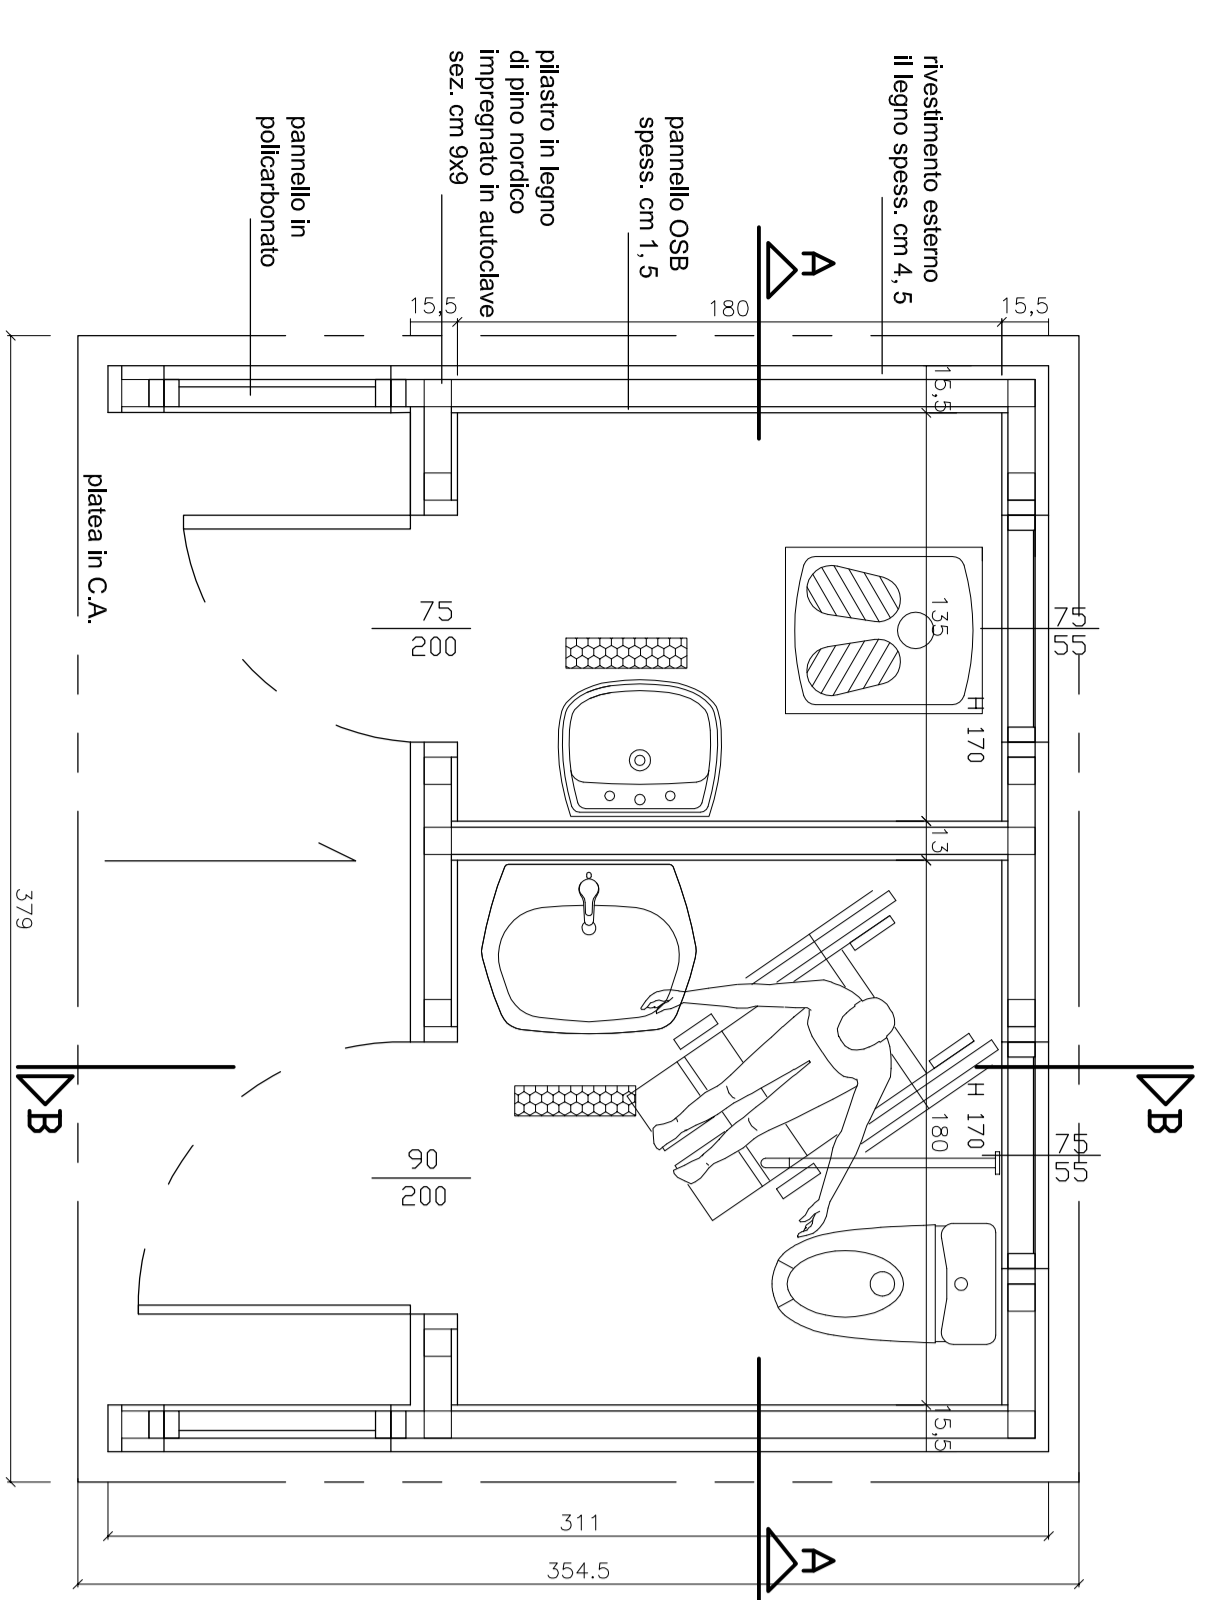 rivestimento esterno
il legno spess. cm 4, 5
pannello OSB
spess. cm 1, 5
pilastro in legno
di pino nordico
impregnato in autoclave
sez. cm 9x9
pannello in
policarbonato
platea in C.A.
A
A
B
B
15,5
180
15,5
15,5
135
13
180
15,5
75
200
90
200
75
55
H 170
75
55
H 170
379
311
354.5